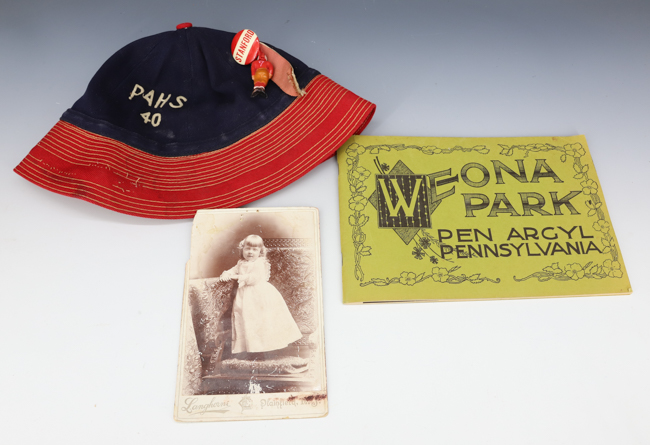 STANFORD
PAHS
40
WEONA
PARK
PEN ARGYL
PENNSYLVANIA